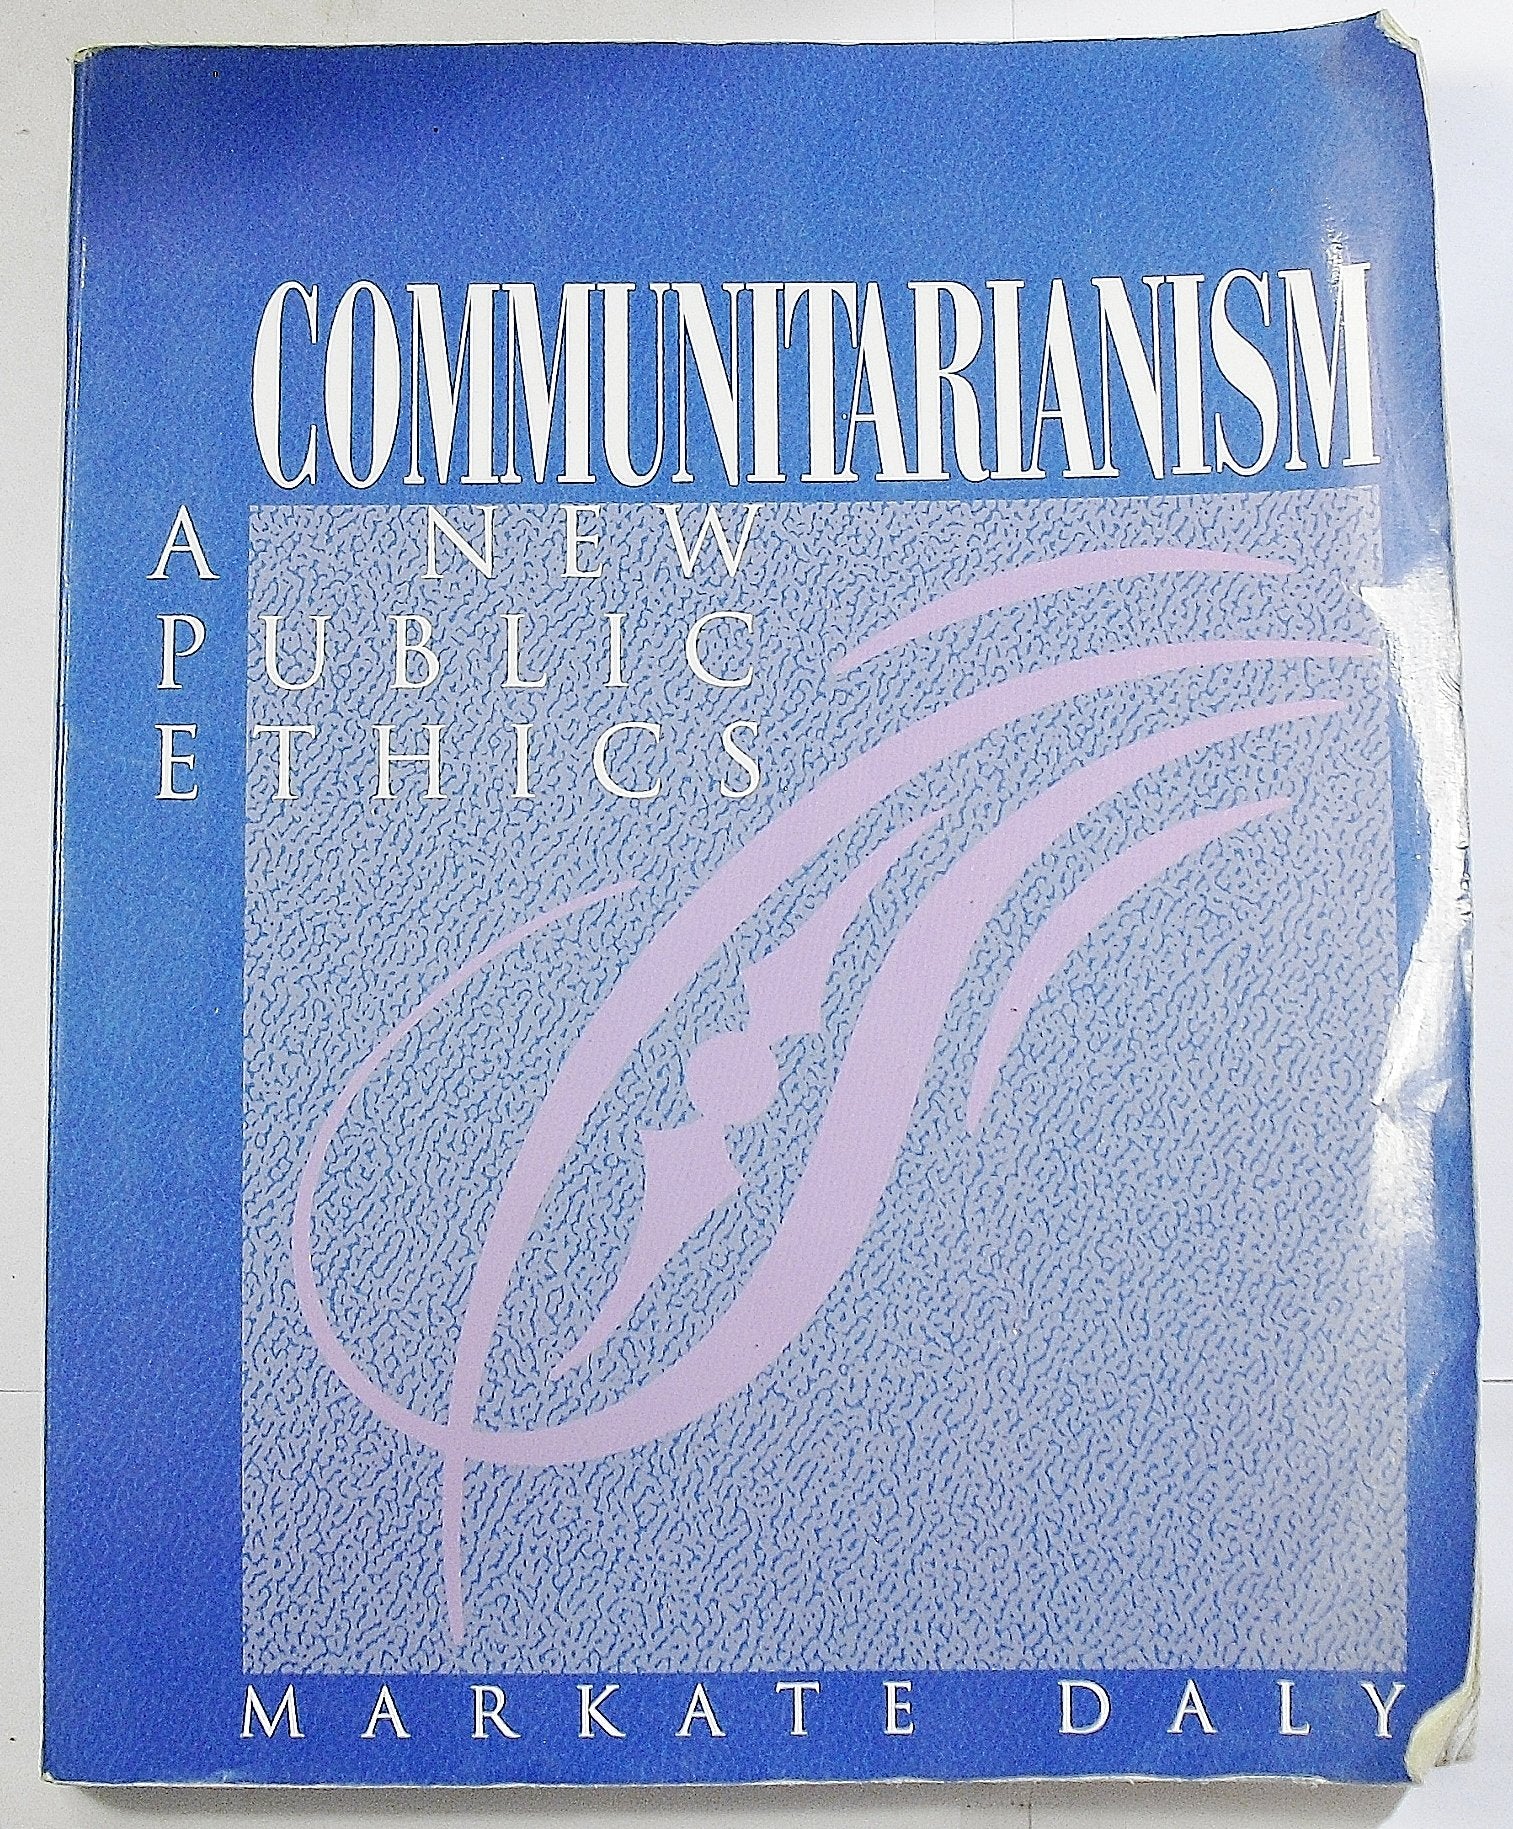 COMMUNITARIANISM
A NEW
PUBLIC
ETHICS
MARKATE DALY